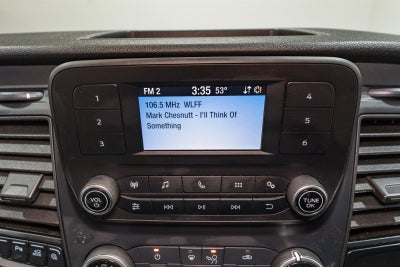 FM 2 3:35 53°
106.5 MHz WLFF
Mark Chesnutt - I'll Think Of
Something
1 4
2 5
3 6
VOL
TUNE
OK